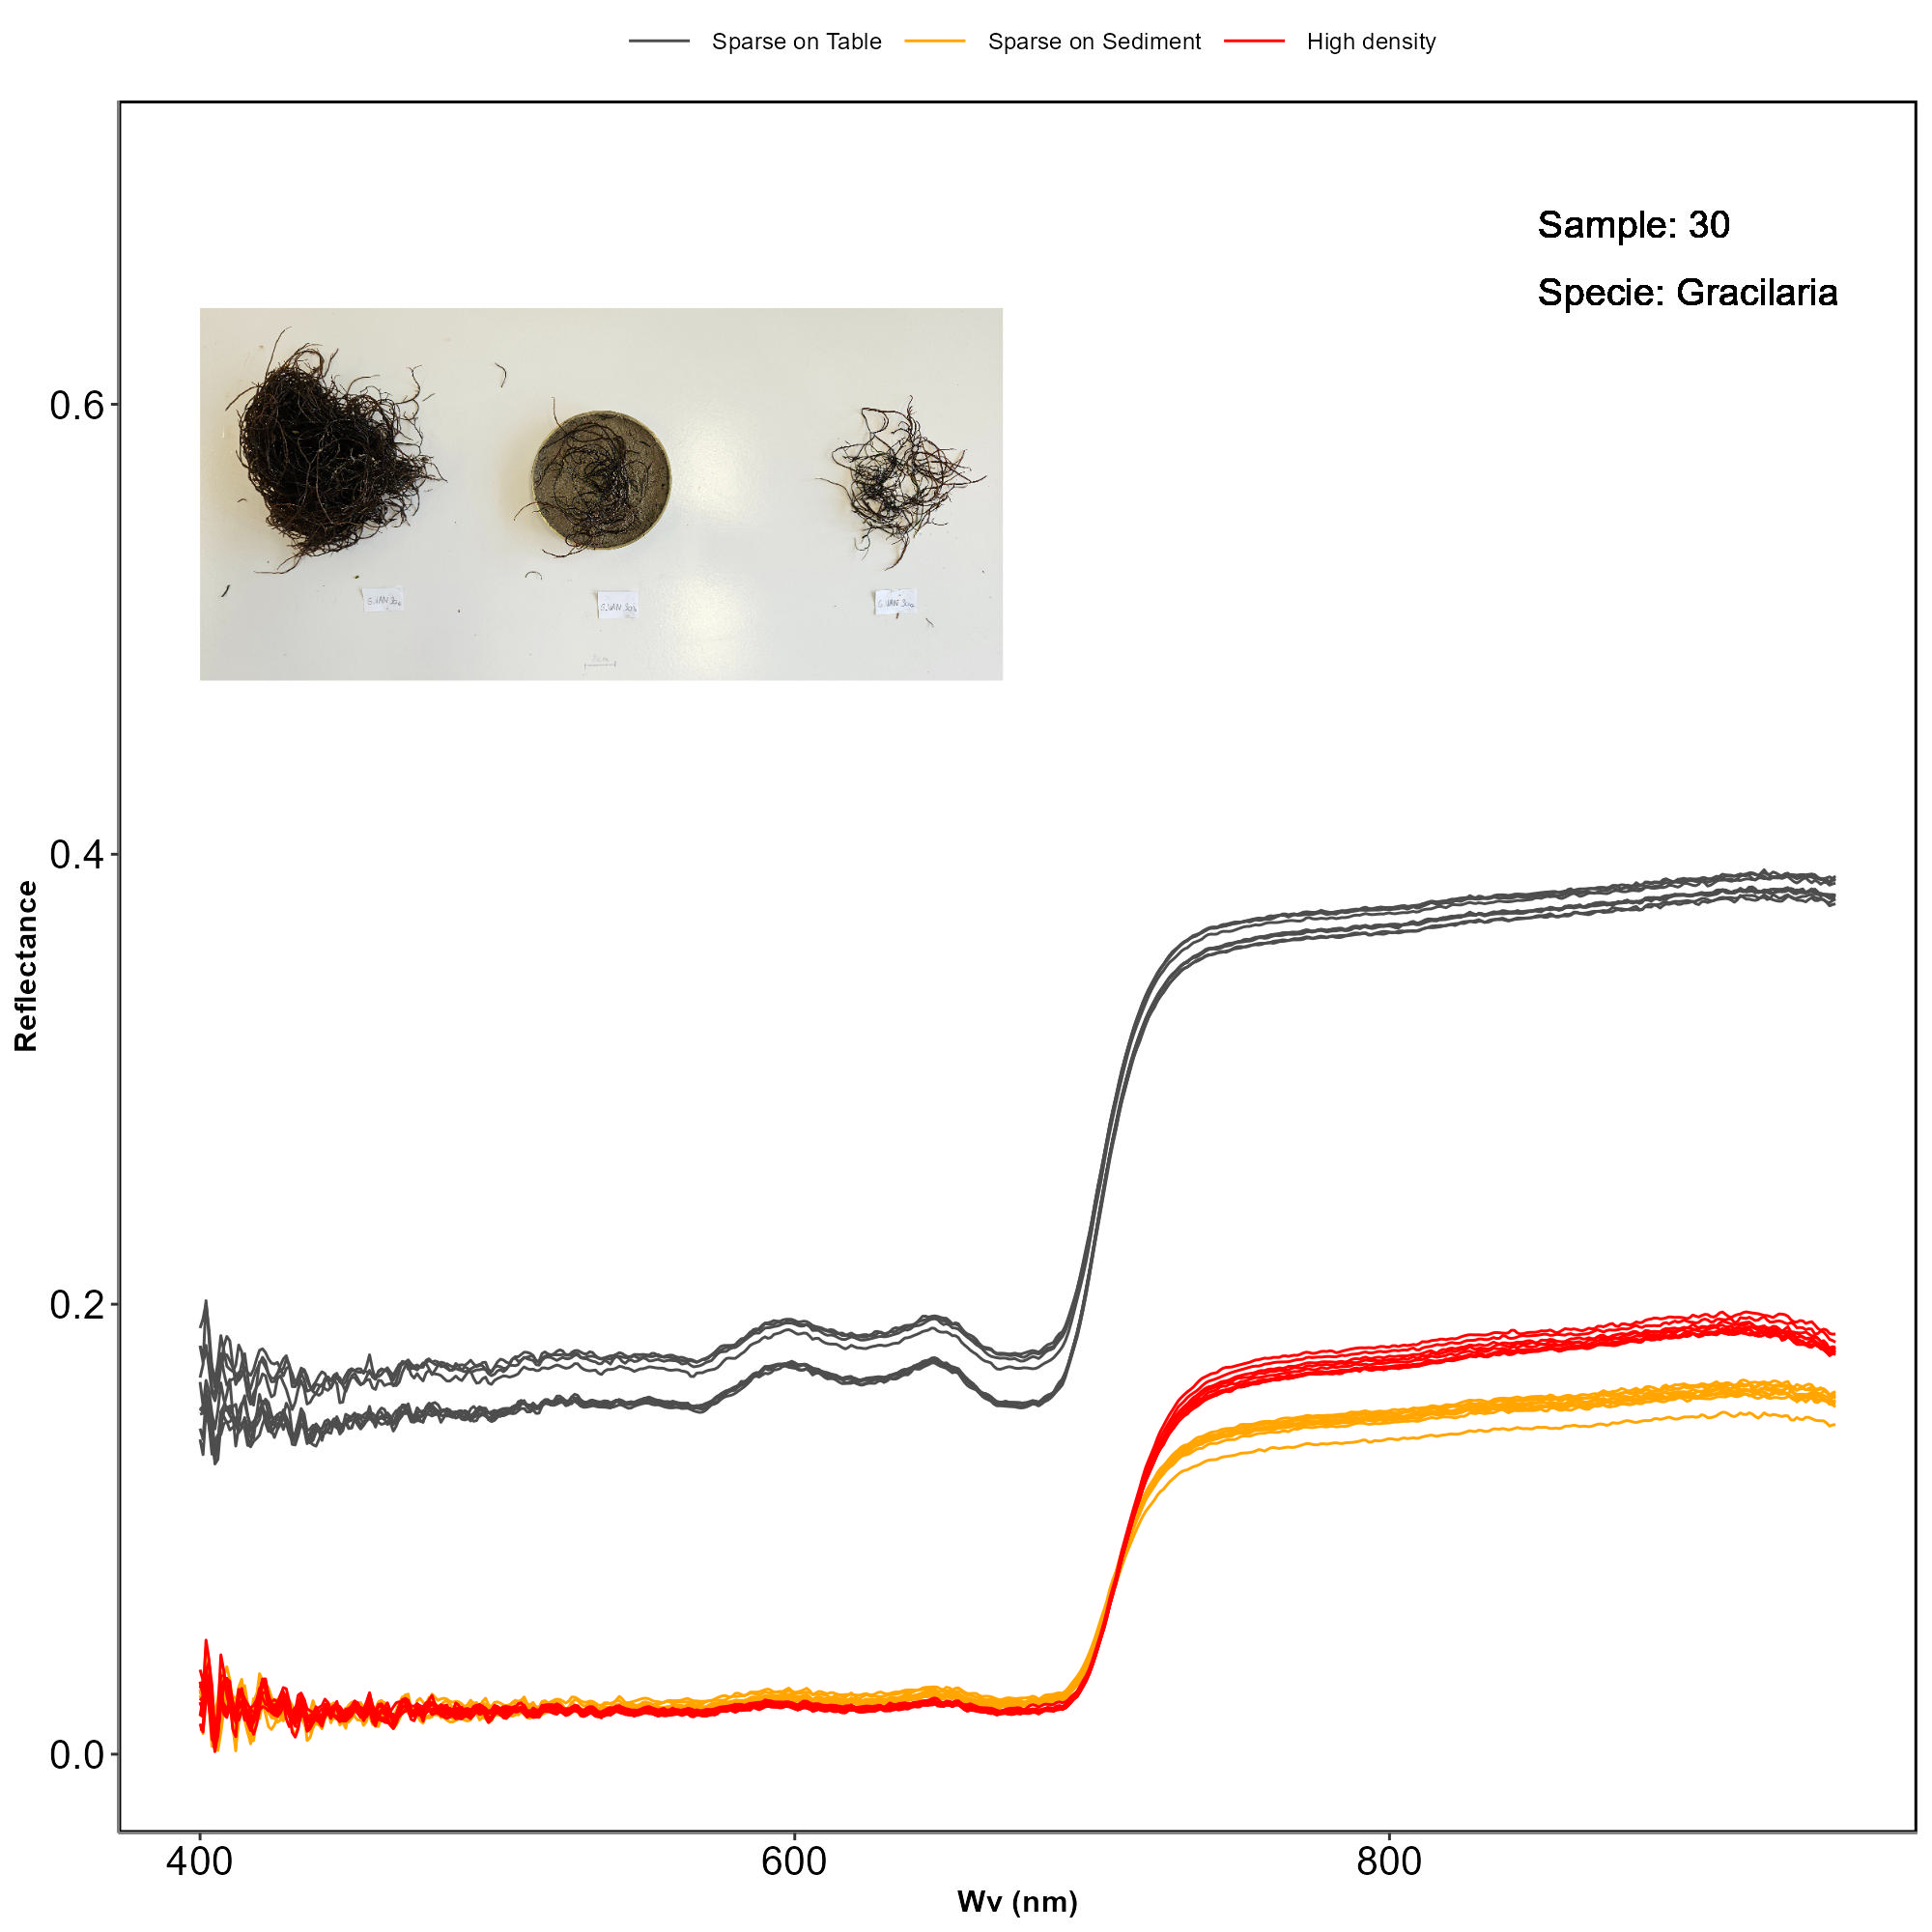 Sparse on Table Sparse on Sediment High density
Sample: 30
Specie: Gracilaria
0.6
0.4
0.2
0.0
Reflectance
400 600 800
Wv (nm)